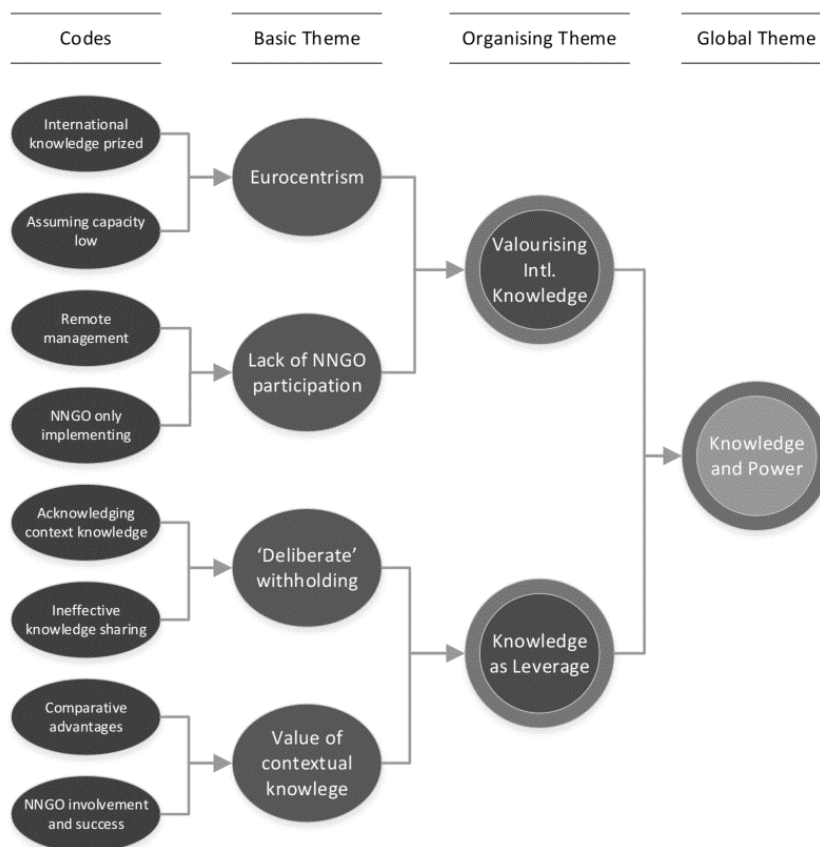 Codes
Basic Theme
Organising Theme
Global Theme
International
knowledge prized
Assuming capacity
low
Remote
management
NNGO only
implementing
Acknowledging
context knowledge
Ineffective
knowledge sharing
Comparative
advantages
NNGO involvement
and success
Eurocentrism
Lack of NNGO
participation
‘Deliberate’
withholding
Value of
contextual
knowlege
Valourising
Intl.
Knowledge
Knowledge
as Leverage
Knowledge
and Power